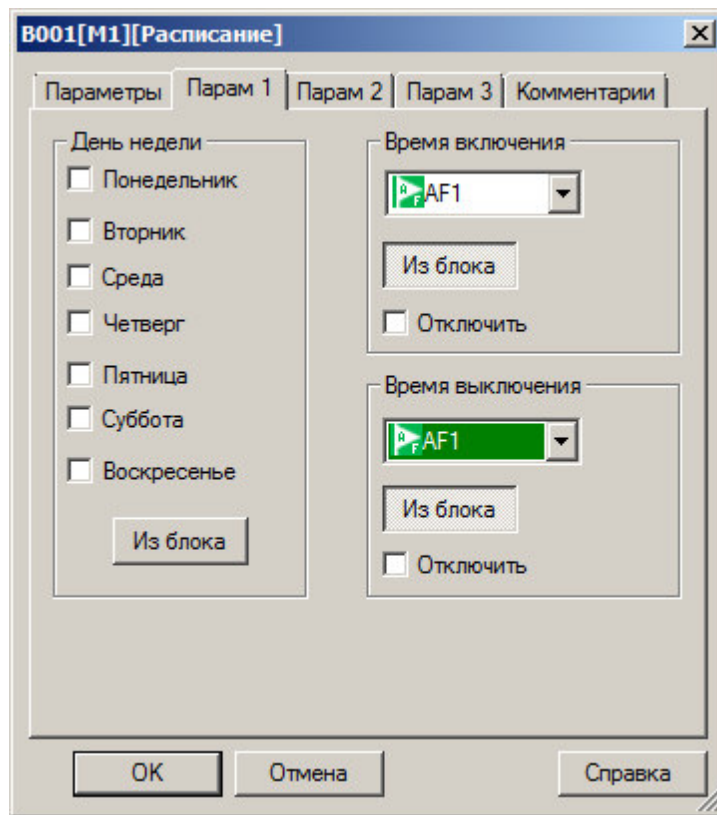 B001[M1][Расписание]
Параметры Парам 1 Парам 2 Парам 3 Комментарии
День недели
Понедельник
Вторник
Среда
Четверг
Пятница
Суббота
Воскресенье
Из блока
Время включения
AF1
Из блока
Отключить
Время выключения
AF1
Из блока
Отключить
OK Отмена Справка